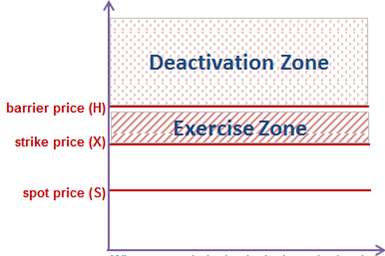 Deactivation Zone
barrier price (H)
Exercise Zone
strike price (X)
spot price (S)